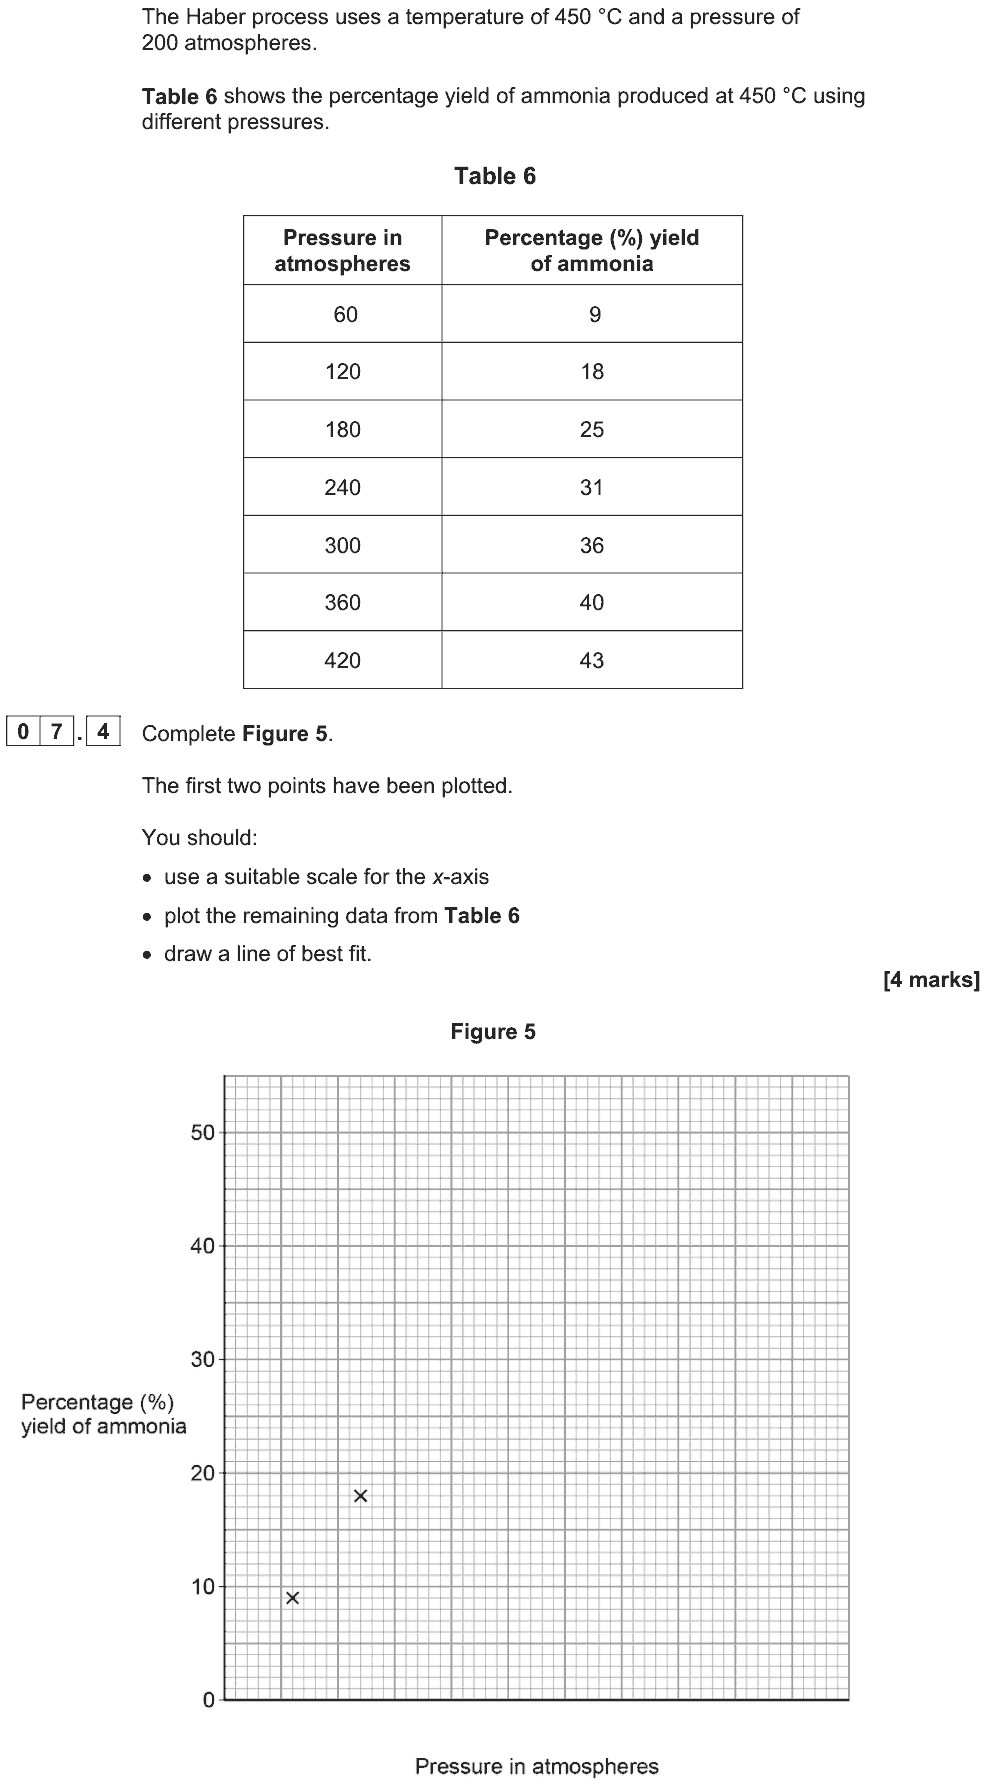 The Haber process uses a temperature of 450 °C and a pressure of
200 atmospheres.
Table 6 shows the percentage yield of ammonia produced at 450 °C using
different pressures.
Table 6
Pressure in
atmospheres
Percentage (%) yield
of ammonia
60 9
120 18
180 25
240 31
300 36
360 40
420 43
0 7 . 4 Complete Figure 5.
The first two points have been plotted.
You should:
• use a suitable scale for the x-axis
• plot the remaining data from Table 6
• draw a line of best fit.
[4 marks]
Figure 5
50
40
30
Percentage (%)
yield of ammonia
20
10
0
Pressure in atmospheres